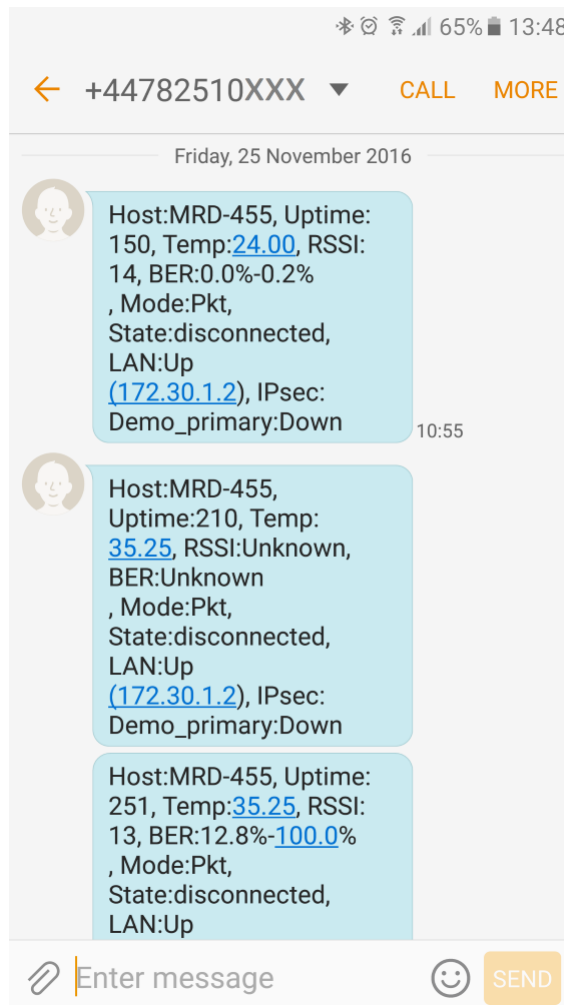 65% 13:48
+44782510XXX CALL MORE
Friday, 25 November 2016
Host:MRD-455, Uptime:
150, Temp:24.00, RSSI:
14, BER:0.0%-0.2%
, Mode:Pkt,
State:disconnected,
LAN:Up
(172.30.1.2), IPsec:
Demo_primary:Down
10:55
Host:MRD-455,
Uptime:210, Temp:
35.25, RSSI:Unknown,
BER:Unknown
, Mode:Pkt,
State:disconnected,
LAN:Up
(172.30.1.2), IPsec:
Demo_primary:Down
Host:MRD-455, Uptime:
251, Temp:35.25, RSSI:
13, BER:12.8%-100.0%
, Mode:Pkt,
State:disconnected,
LAN:Up
Enter message SEND